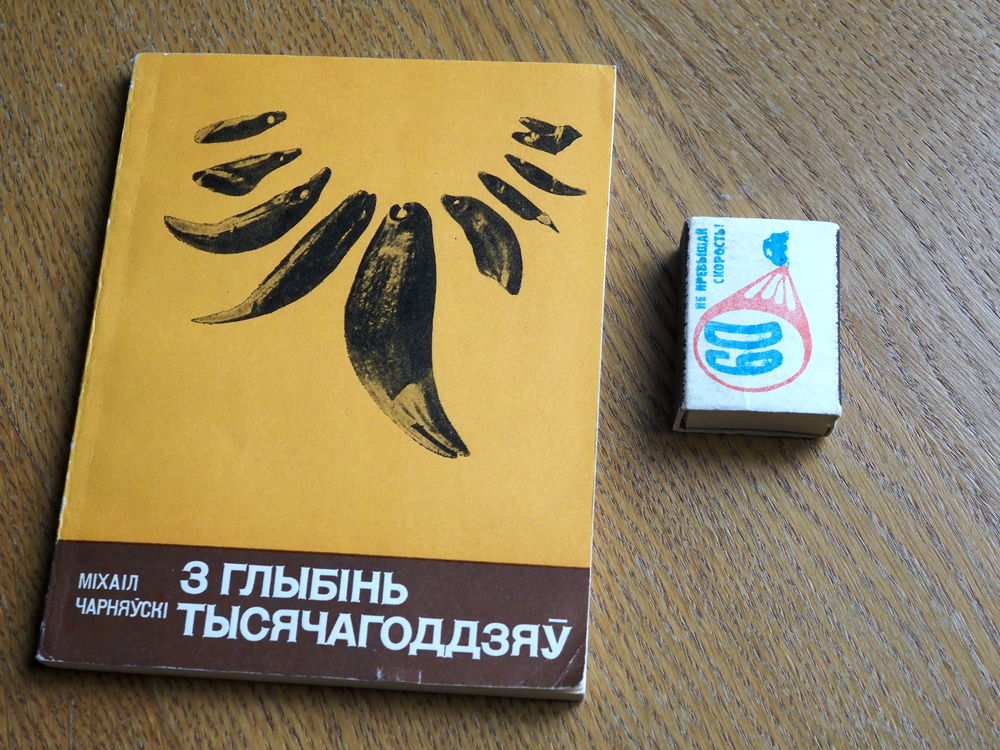 МІХАІЛ
ЧАРНЯЎСКІ
З ГЛЫБІНЬ
ТЫСЯЧАГОДДЗЯЎ
НЕ ПРЕВЫШАЙ
СКОРОСТЬ!
60